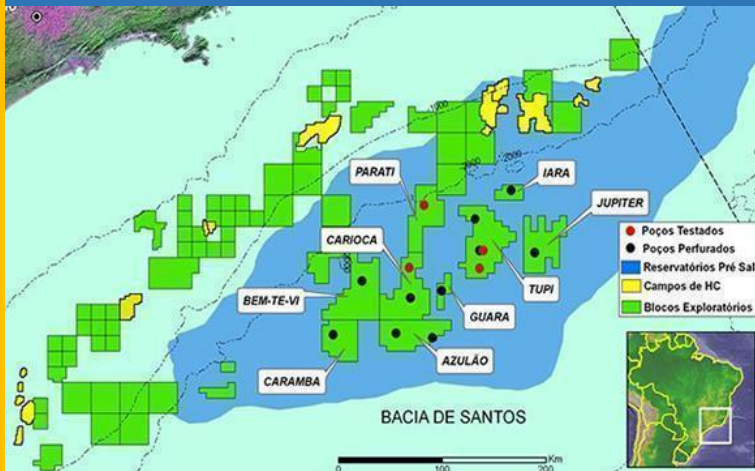 1000
2000
PARATI
IARA
JUPITER
CARIOCA
TUPI
BEM-TE-VI
GUARA
CARAMBA
AZULÃO
Poços Testados
Poços Perfurados
Reservatórios Pré Sal
Campos de HC
Blocos Exploratórios
BACIA DE SANTOS
0 100 200 Km